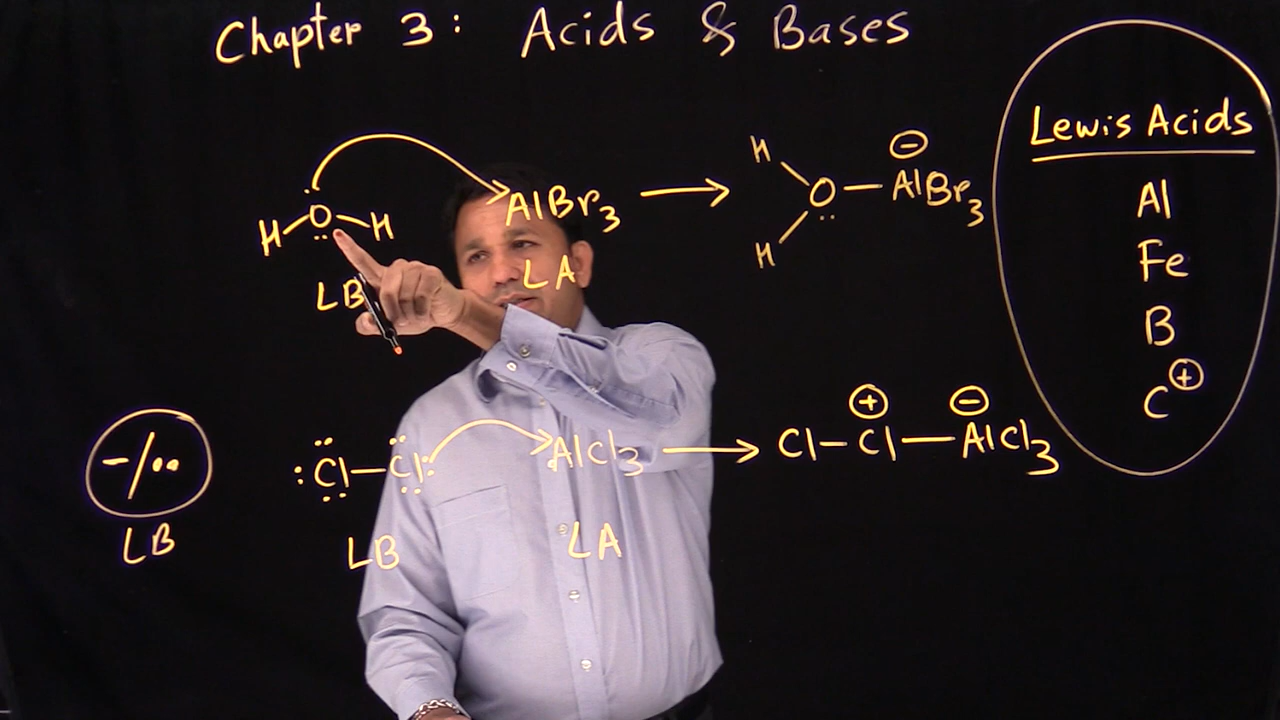 Chapter 3: Acids & Bases
Lewis Acids
Al
Fe
B
C⊕
H–O–H AlBr3 → H H O – AlBr3 ⊖
LB LA
–/..
LB
:Cl–Cl: AlCl3 → Cl–Cl⊕–AlCl3⊖
LB LA